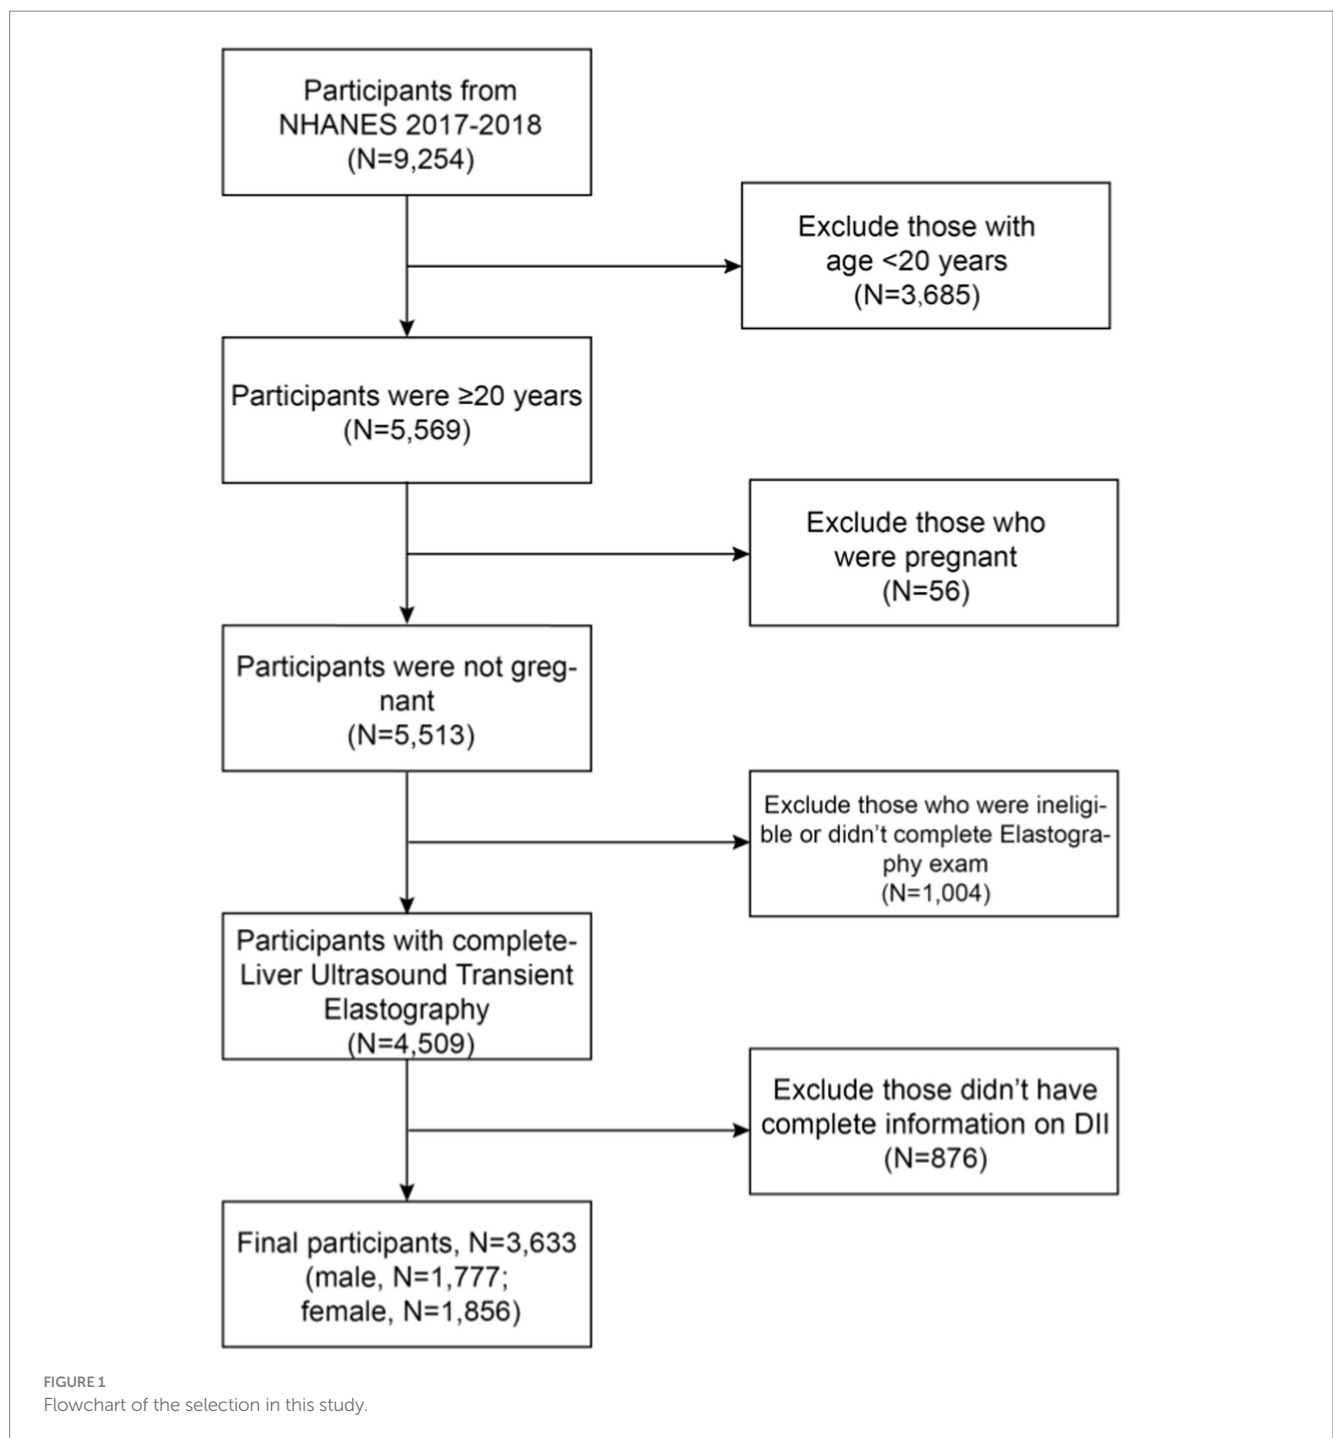 Participants from
NHANES 2017-2018
(N=9,254)
Exclude those with
age <20 years
(N=3,685)
Participants were ≥20 years
(N=5,569)
Exclude those who
were pregnant
(N=56)
Participants were not greg-
nant
(N=5,513)
Exclude those who were ineligi-
ble or didn't complete Elastogra-
phy exam
(N=1,004)
Participants with complete-
Liver Ultrasound Transient
Elastography
(N=4,509)
Exclude those didn't have
complete information on DII
(N=876)
Final participants, N=3,633
(male, N=1,777;
female, N=1,856)
FIGURE 1
Flowchart of the selection in this study.